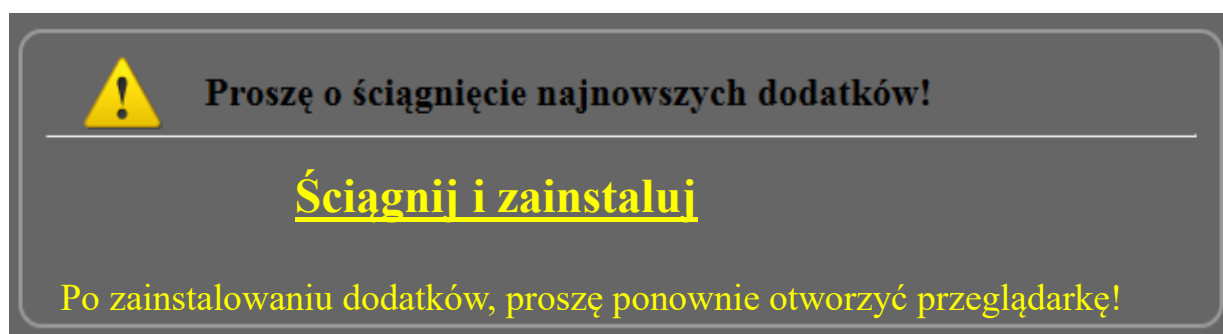 Proszę o ściągnięcie najnowszych dodatków!
Ściągnij i zainstaluj
Po zainstalowaniu dodatków, proszę ponownie otworzyć przeglądarkę!